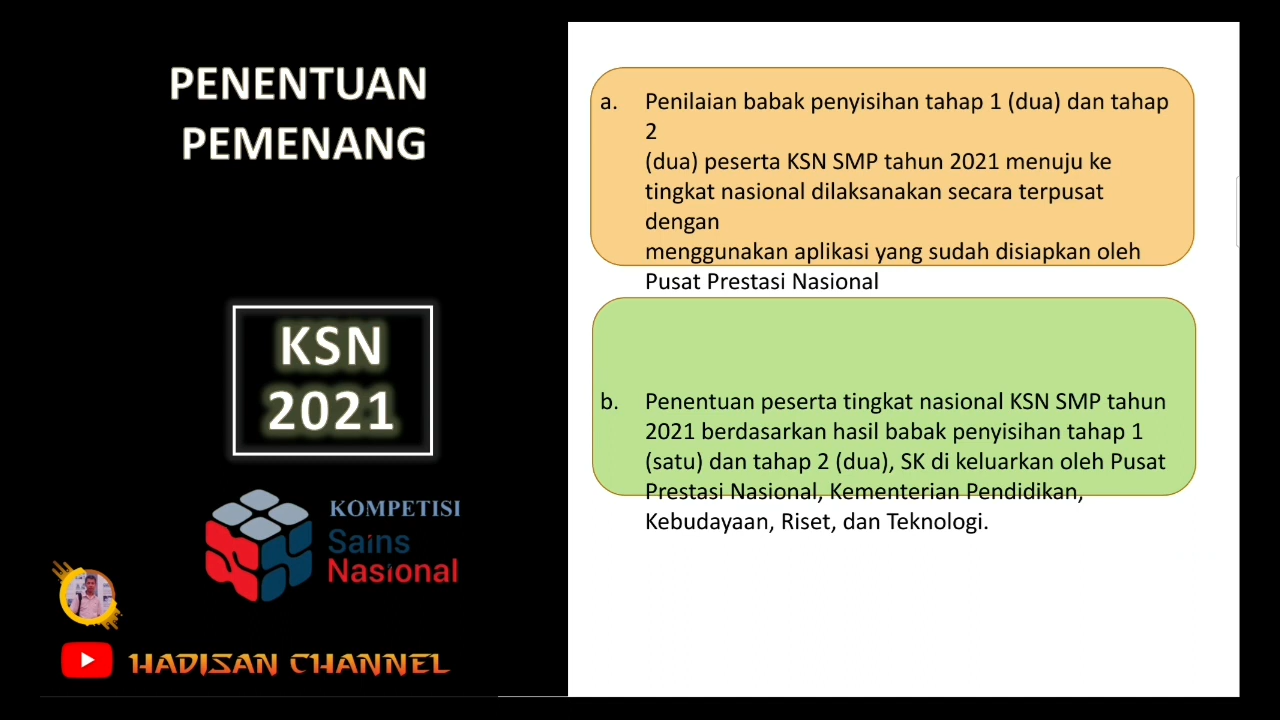 PENENTUAN
PEMENANG
KSN
2021
KOMPETISI
Sains
Nasional
HADISAN CHANNEL
a. Penilaian babak penyisihan tahap 1 (dua) dan tahap
2
(dua) peserta KSN SMP tahun 2021 menuju ke
tingkat nasional dilaksanakan secara terpusat
dengan
menggunakan aplikasi yang sudah disiapkan oleh
Pusat Prestasi Nasional
b. Penentuan peserta tingkat nasional KSN SMP tahun
2021 berdasarkan hasil babak penyisihan tahap 1
(satu) dan tahap 2 (dua), SK di keluarkan oleh Pusat
Prestasi Nasional, Kementerian Pendidikan,
Kebudayaan, Riset, dan Teknologi.